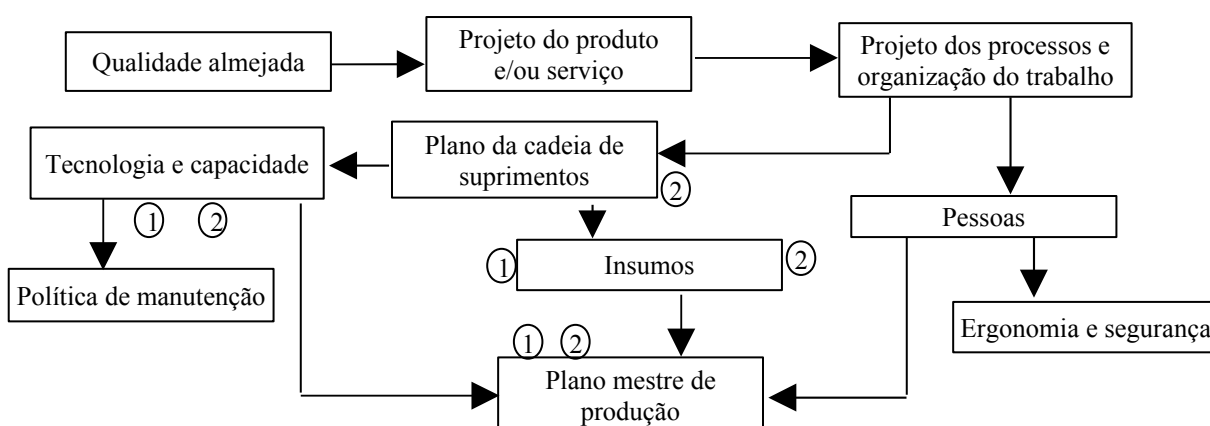 Qualidade almejada
Projeto do produto
e/ou serviço
Projeto dos processos e
organização do trabalho
Tecnologia e capacidade
Plano da cadeia de
suprimentos
2
1
2
Pessoas
Política de manutenção
1
Insumos
2
Ergonomia e segurança
1
2
Plano mestre de
produção